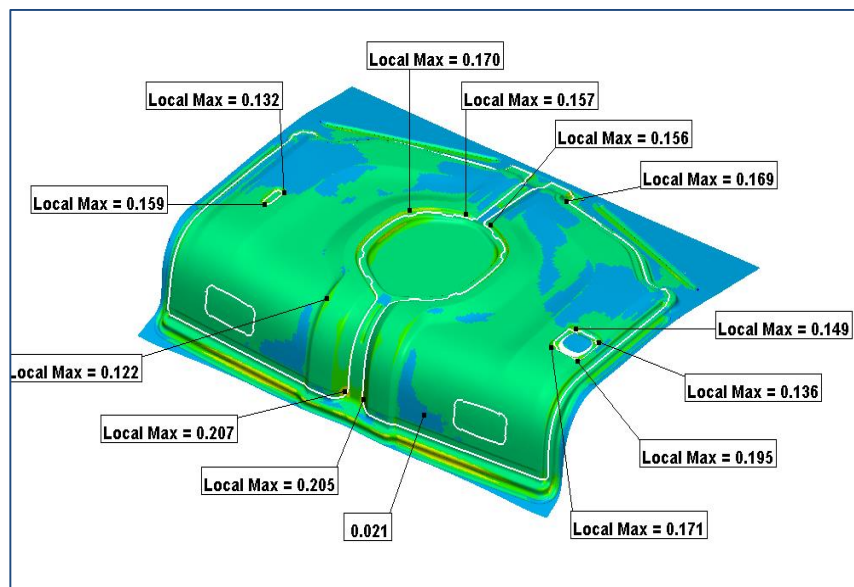 Local Max = 0.170
Local Max = 0.132
Local Max = 0.157
Local Max = 0.156
Local Max = 0.169
Local Max = 0.159
Local Max = 0.149
Local Max = 0.122
Local Max = 0.136
Local Max = 0.207
Local Max = 0.195
Local Max = 0.205
0.021
Local Max = 0.171